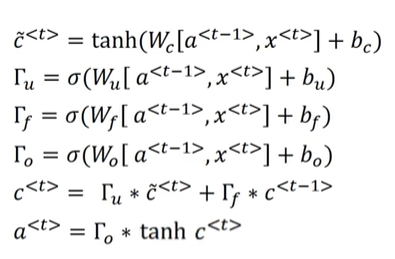 c̃<t> = tanh(Wc[a<t−1>, x<t>] + bc)
Γu = σ(Wu[ a<t−1>, x<t>] + bu)
Γf = σ(Wf[ a<t−1>, x<t>] + bf)
Γo = σ(Wo[ a<t−1>, x<t>] + bo)
c<t> = Γu ∗ c̃<t> + Γf ∗ c<t−1>
a<t> = Γo ∗ tanh c<t>